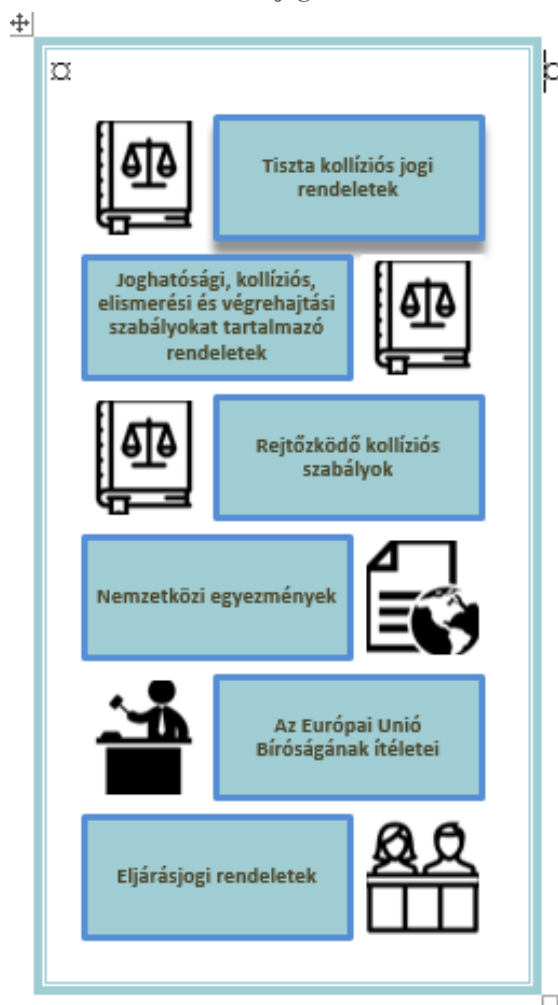 Tiszta kollíziós jogi
rendeletek
Joghatósági, kollíziós,
elismerési és végrehajtási
szabályokat tartalmazó
rendeletek
Rejtőzködő kollíziós
szabályok
Nemzetközi egyezmények
Az Európai Unió
Bíróságának ítéletei
Eljárásjogi rendeletek